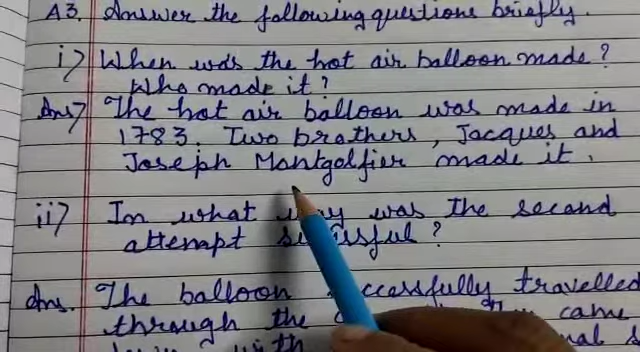 A3. Answer the following questions briefly.
i) When was the hot air balloon made?
Who made it?
Ans) The hot air balloon was made in
1783. Two brothers, Jacques and
Joseph Montgolfier made it.
ii) In what way was the second
attempt
Ans. The balloon travelled
through the came
with